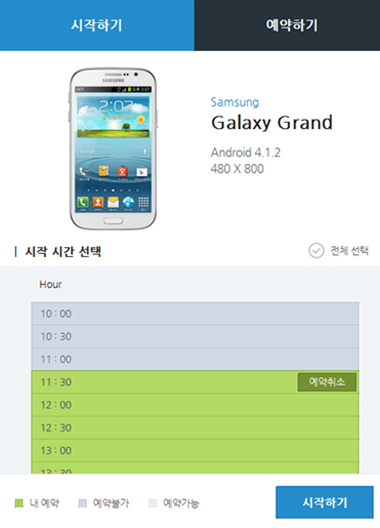 시작하기
예약하기
SAMSUNG
2:07
Samsung
Galaxy Grand
Android 4.1.2
480 X 800
시작 시간 선택
전체 선택
Hour
10 : 00
10 : 30
11 : 00
11 : 30
예약취소
12 : 00
12 : 30
13 : 00
13 : 30
내 예약
예약불가
예약가능
시작하기